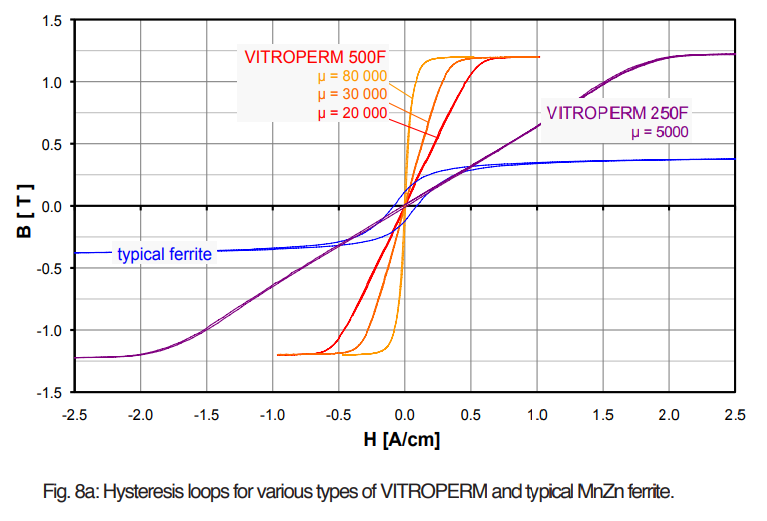 1.5
1.0
0.5
0.0
-0.5
-1.0
-1.5
B [ T ]
VITROPERM 500F
µ = 80 000
µ = 30 000
µ = 20 000
VITROPERM 250F
µ = 5000
typical ferrite
-2.5 -2.0 -1.5 -1.0 -0.5 0.0 0.5 1.0 1.5 2.0 2.5
H [A/cm]
Fig. 8a: Hysteresis loops for various types of VITROPERM and typical MnZn ferrite.